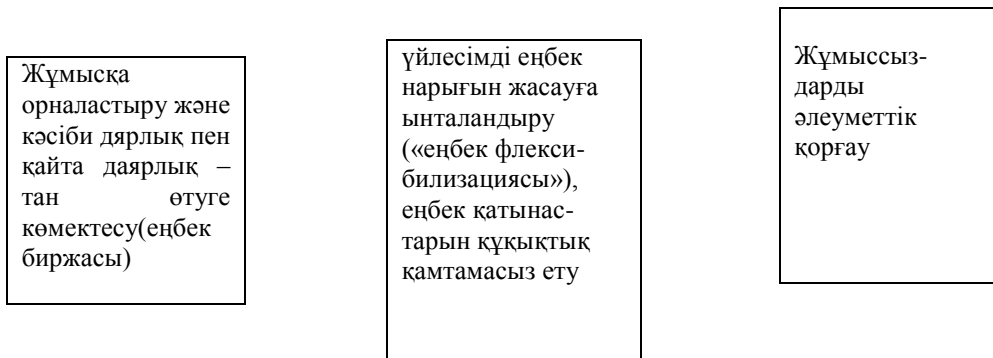 Жұмысқа
орналастыру және
кәсіби дярлық пен
қайта даярлық –
тан өтуге
көмектесу(еңбек
биржасы)
үйлесімді еңбек
нарығын жасауға
ынталандыру
(«еңбек флекси-
билизациясы»),
еңбек қатынас-
тарын құқықтық
қамтамасыз ету
Жұмыссыз-
дарды
әлеуметтік
қорғау